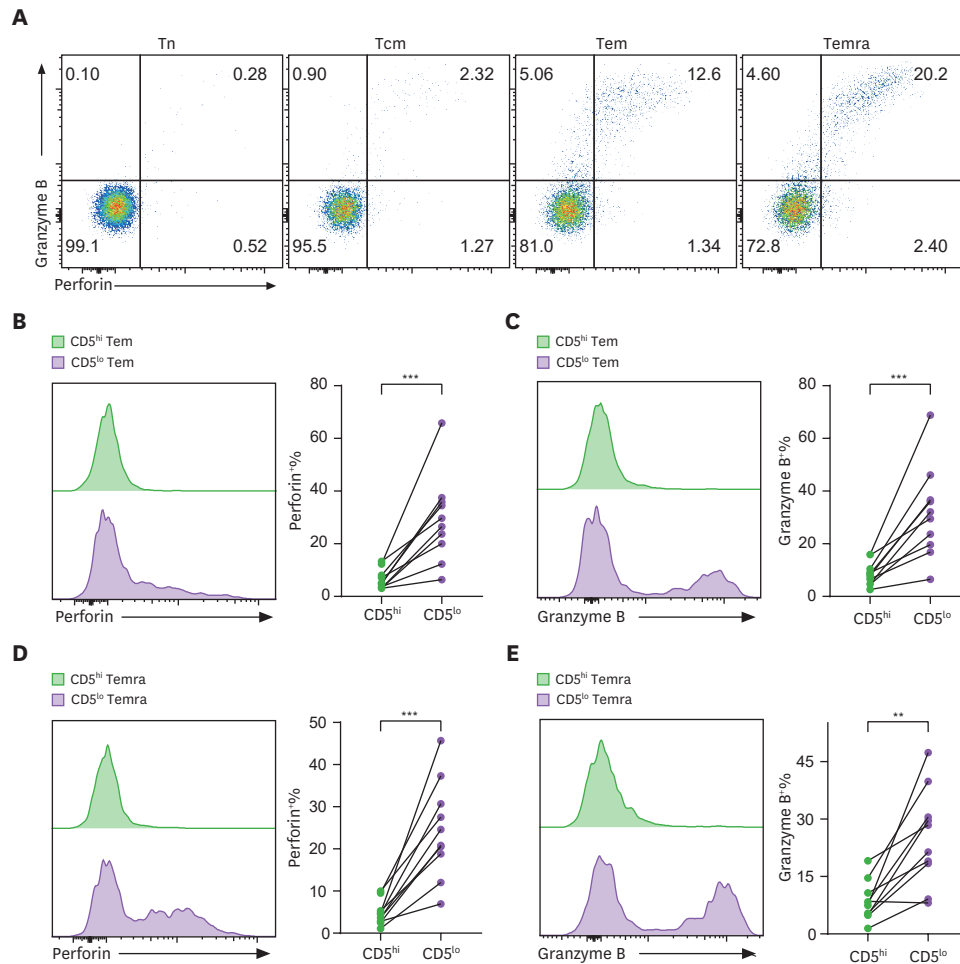 A
Tn Tcm Tem Temra
0.10 0.28 0.90 2.32 5.06 12.6 4.60 20.2
Granzyme B
99.1 0.52 95.5 1.27 81.0 1.34 72.8 2.40
Perforin
B
CD5hi Tem
CD5lo Tem
Perforin
***
Perforin+%
80
60
40
20
0
CD5hi CD5lo
C
CD5hi Tem
CD5lo Tem
Granzyme B
***
Granzyme B+%
80
60
40
20
0
CD5hi CD5lo
D
CD5hi Temra
CD5lo Temra
Perforin
***
Perforin+%
50
40
30
20
10
0
CD5hi CD5lo
E
CD5hi Temra
CD5lo Temra
Granzyme B
**
Granzyme B+%
45
30
15
0
CD5hi CD5lo